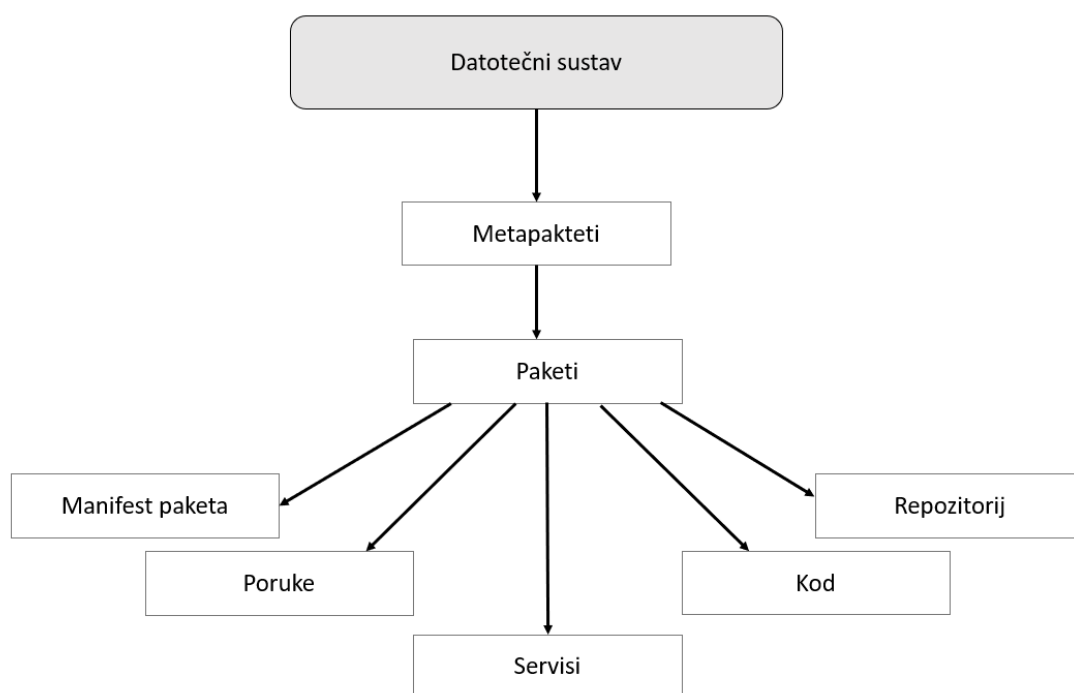 Datotečni sustav
Metapakteti
Paketi
Manifest paketa
Repozitorij
Poruke
Kod
Servisi